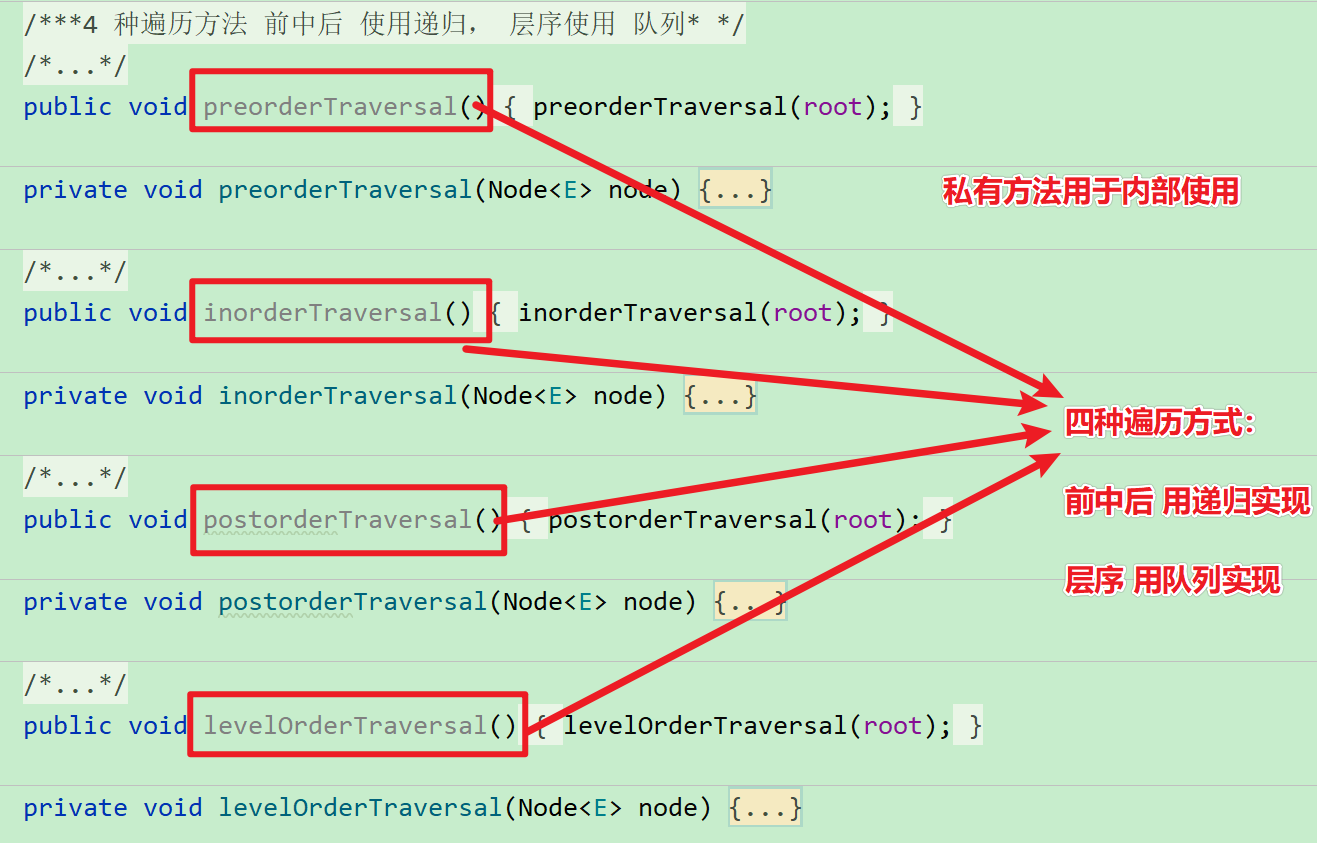 /***4 种遍历方法 前中后 使用递归, 层序使用 队列* */
/*...*/
public void preorderTraversal() { preorderTraversal(root); }
private void preorderTraversal(Node<E> node) {...}
私有方法用于内部使用
/*...*/
public void inorderTraversal() { inorderTraversal(root); }
private void inorderTraversal(Node<E> node) {...}
四种遍历方式:
/*...*/
前中后 用递归实现
public void postorderTraversal() { postorderTraversal(root); }
层序 用队列实现
private void postorderTraversal(Node<E> node) {...}
/*...*/
public void levelOrderTraversal() { levelOrderTraversal(root); }
private void levelOrderTraversal(Node<E> node) {...}